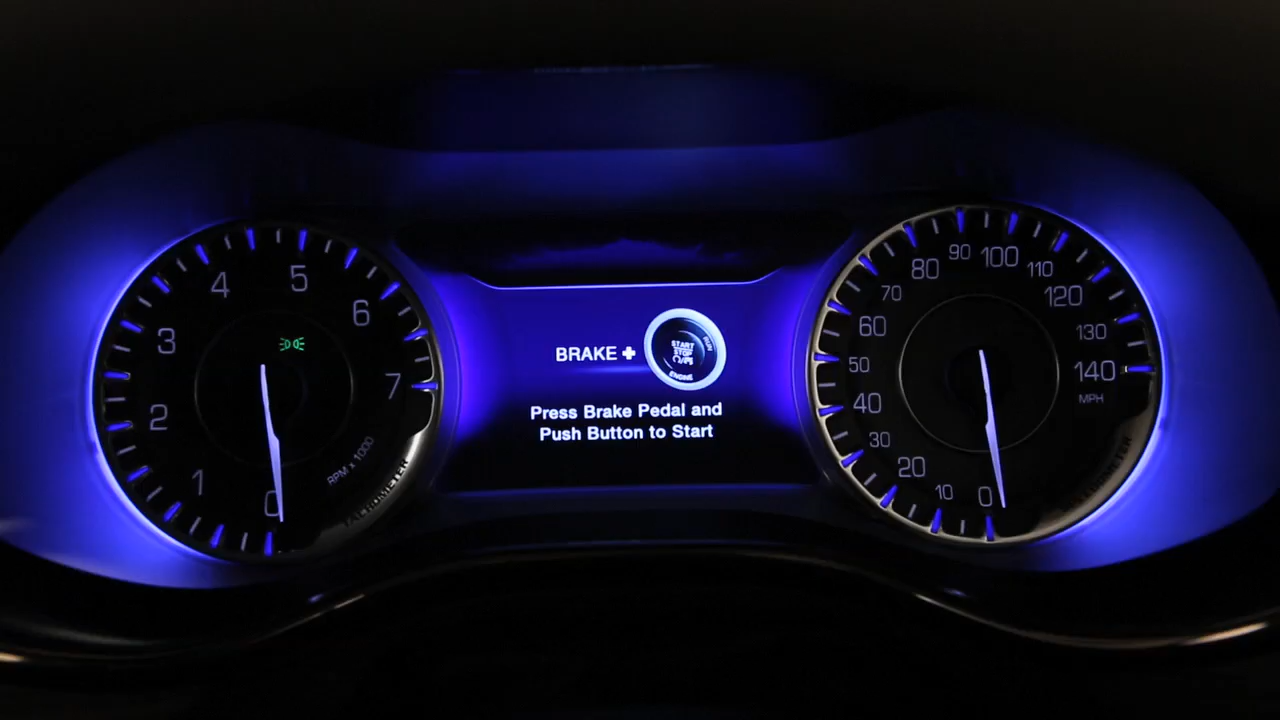 0
1
2
3
4
5
6
7
RPM x 1000
TACHOMETER
BRAKE +
START
STOP
RUN
ENGINE
Press Brake Pedal and
Push Button to Start
0
10
20
30
40
50
60
70
80
90
100
110
120
130
140
MPH